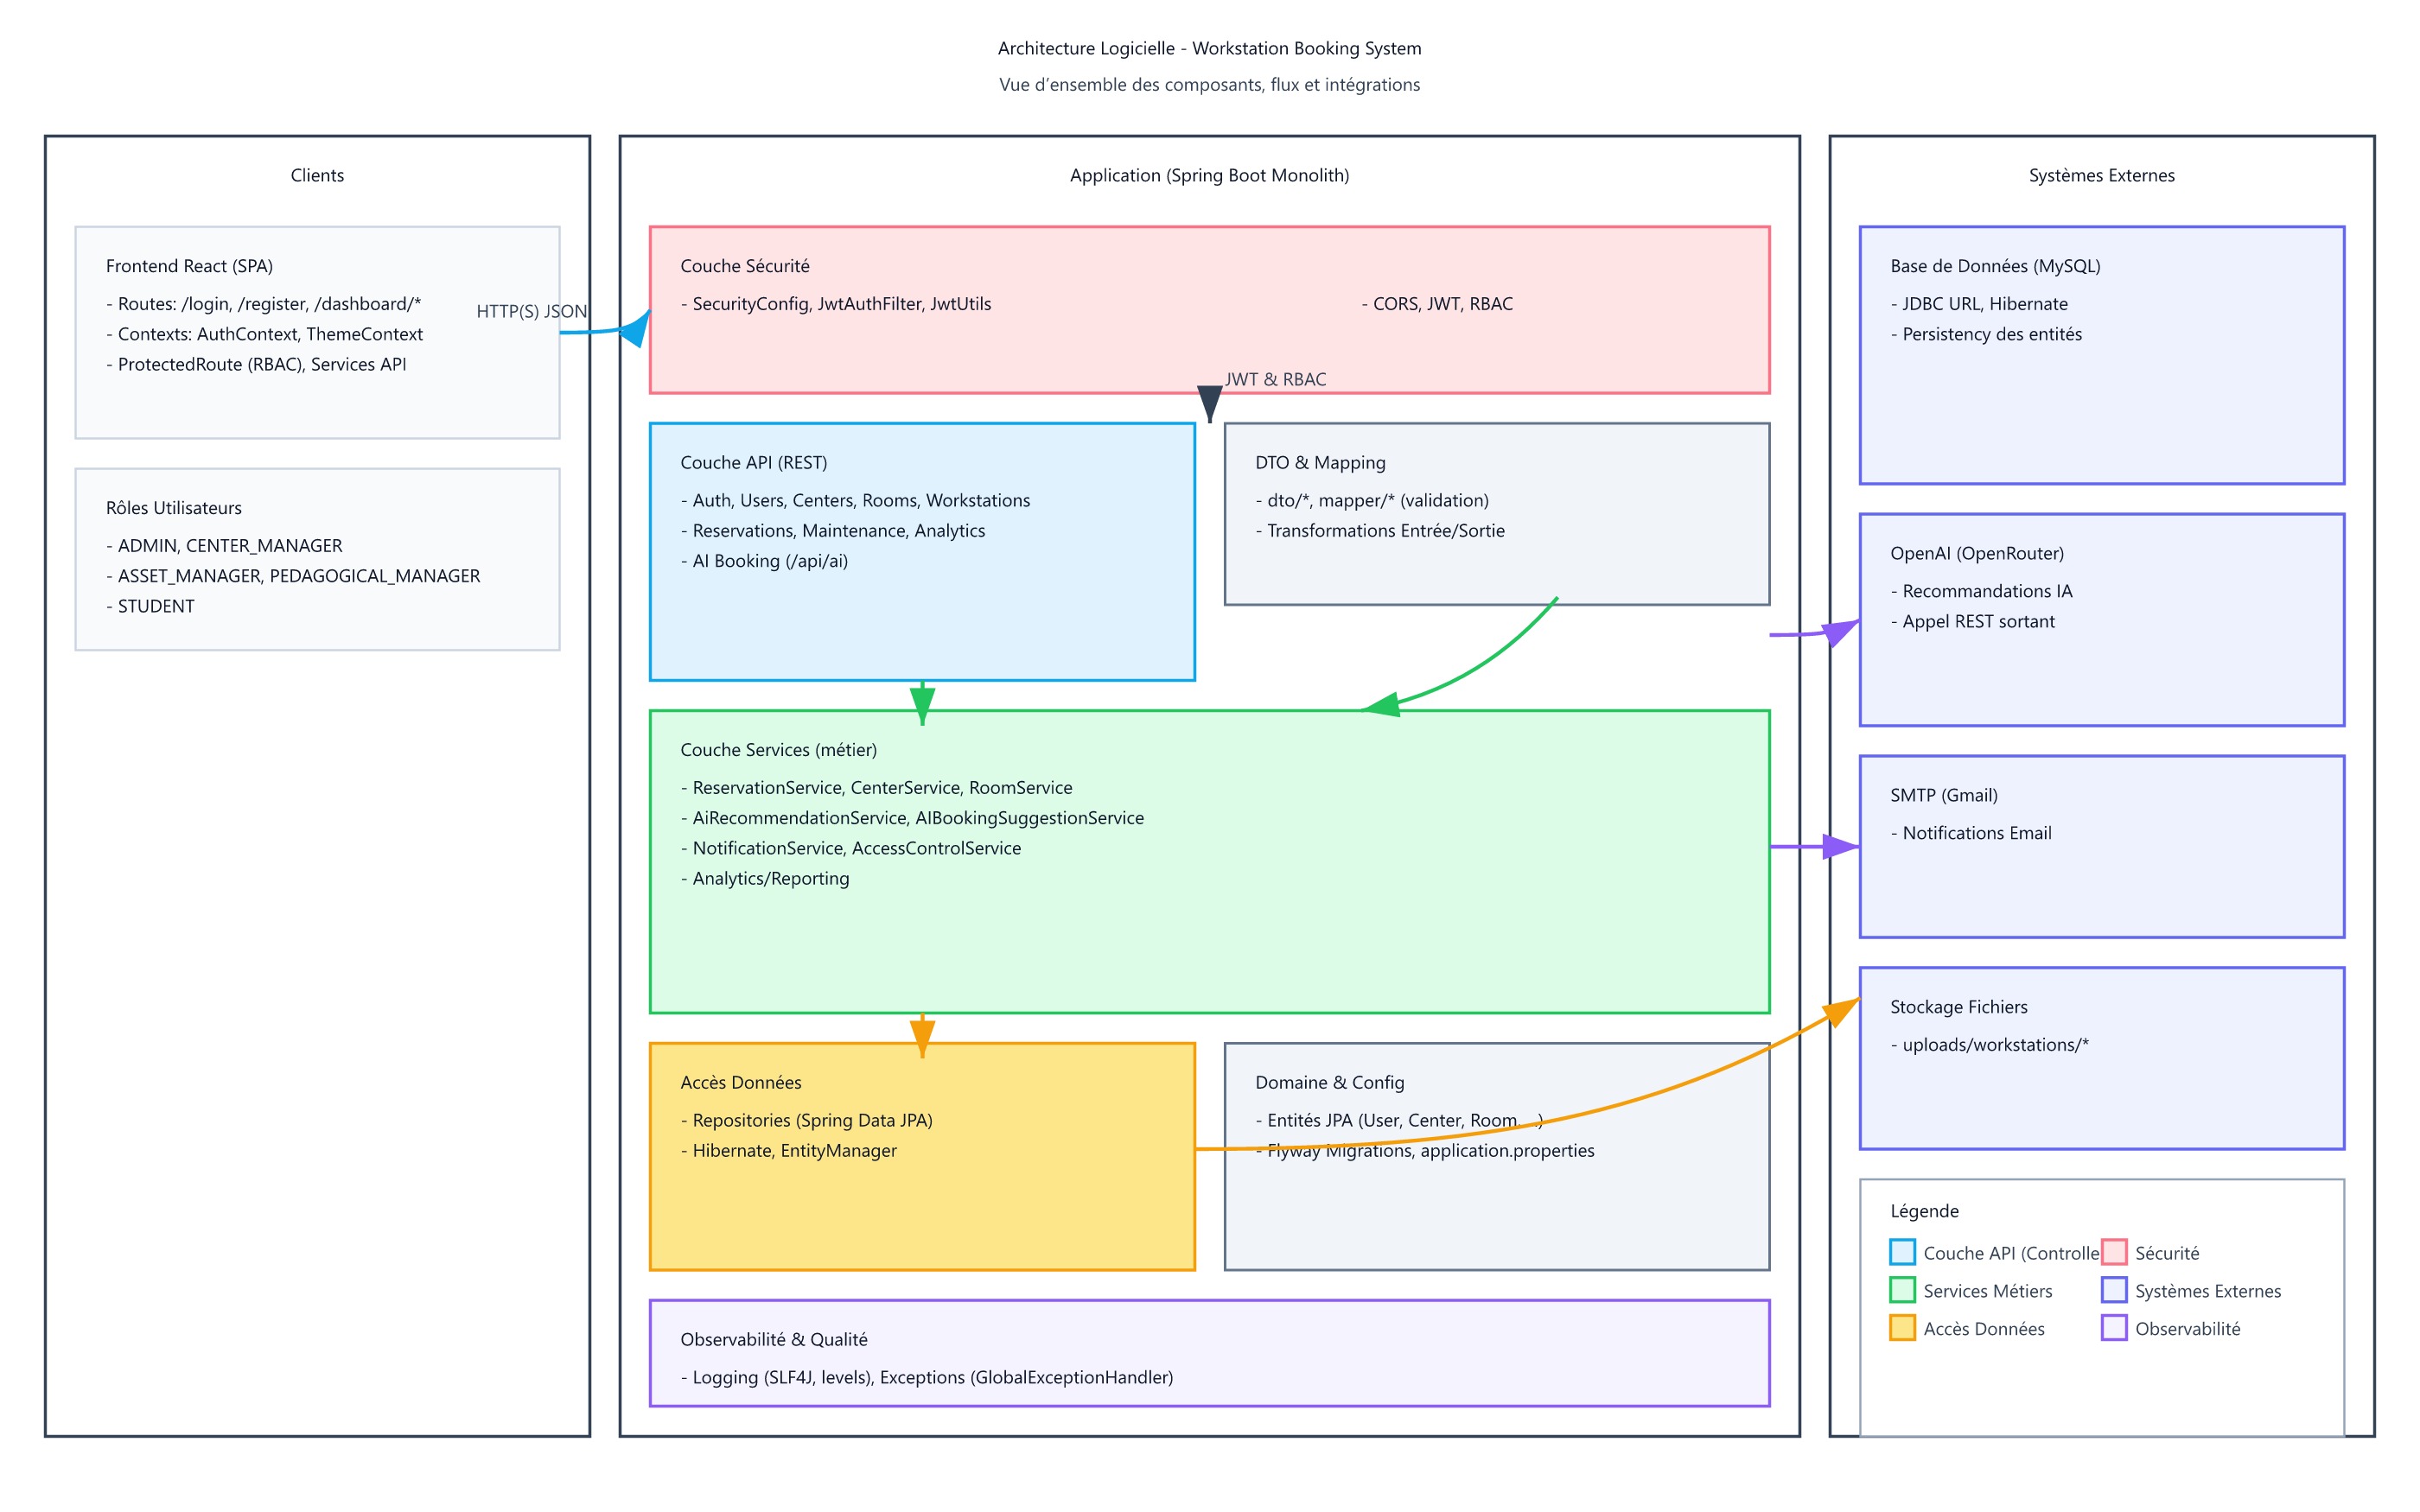 Architecture Logicielle - Workstation Booking System
Vue d’ensemble des composants, flux et intégrations
Clients
Frontend React (SPA)
- Routes: /login, /register, /dashboard/*
- Contexts: AuthContext, ThemeContext
- ProtectedRoute (RBAC), Services API
HTTP(S) JSON
Rôles Utilisateurs
- ADMIN, CENTER_MANAGER
- ASSET_MANAGER, PEDAGOGICAL_MANAGER
- STUDENT
Application (Spring Boot Monolith)
Couche Sécurité
- SecurityConfig, JwtAuthFilter, JwtUtils
- CORS, JWT, RBAC
JWT & RBAC
Couche API (REST)
- Auth, Users, Centers, Rooms, Workstations
- Reservations, Maintenance, Analytics
- AI Booking (/api/ai)
DTO & Mapping
- dto/*, mapper/* (validation)
- Transformations Entrée/Sortie
Couche Services (métier)
- ReservationService, CenterService, RoomService
- AiRecommendationService, AIBookingSuggestionService
- NotificationService, AccessControlService
- Analytics/Reporting
Accès Données
- Repositories (Spring Data JPA)
- Hibernate, EntityManager
Domaine & Config
- Entités JPA (User, Center, Room...)
- Flyway Migrations, application.properties
Observabilité & Qualité
- Logging (SLF4J, levels), Exceptions (GlobalExceptionHandler)
Systèmes Externes
Base de Données (MySQL)
- JDBC URL, Hibernate
- Persistency des entités
OpenAI (OpenRouter)
- Recommandations IA
- Appel REST sortant
SMTP (Gmail)
- Notifications Email
Stockage Fichiers
- uploads/workstations/*
Légende
Couche API (Controlle
Sécurité
Services Métiers
Systèmes Externes
Accès Données
Observabilité